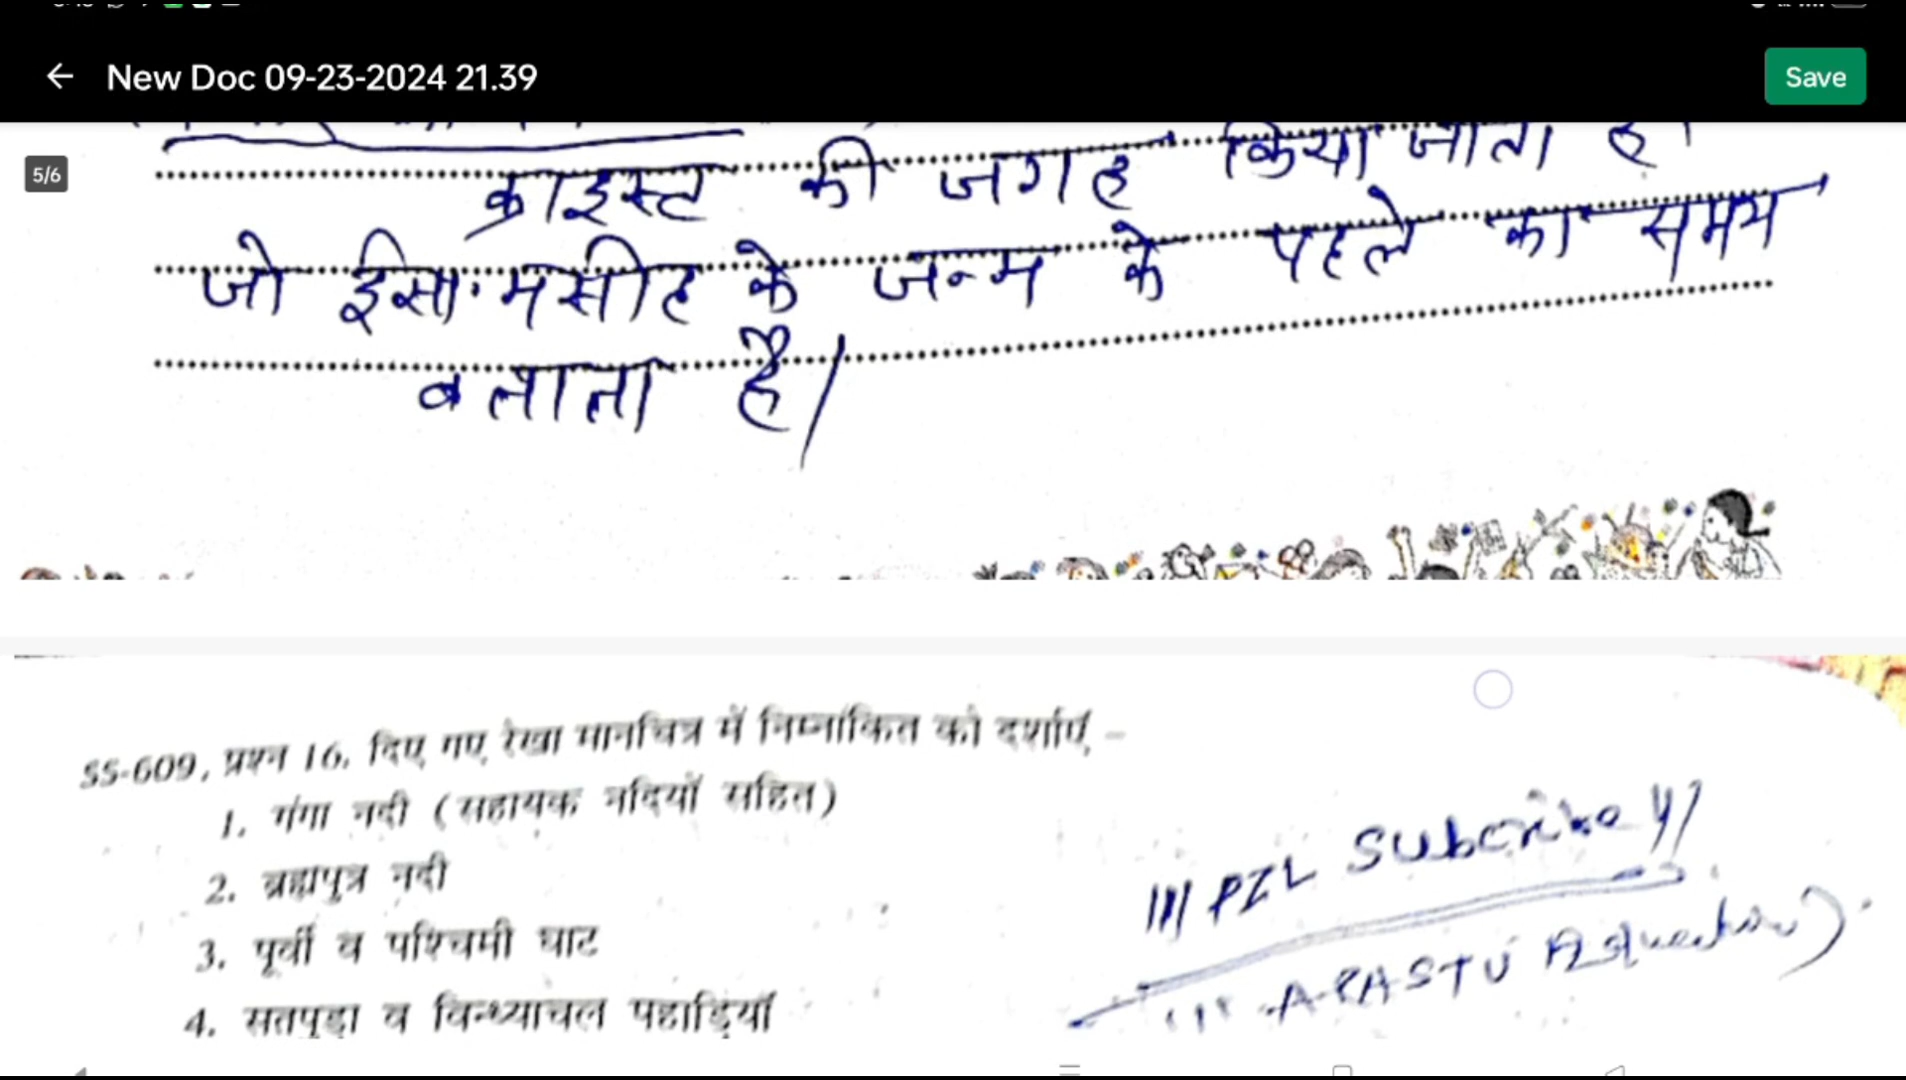 New Doc 09-23-2024 21.39
Save
5/6
क्राइस्ट की जगह किया जाता है।
जो ईसा मसीह के जन्म के पहले का समय
बताता है।
SS-609, प्रश्न 16. दिए गए रेखा मानचित्र में निम्नांकित को दर्शाएँ –
1. गंगा नदी (सहायक नदियों सहित)
2. ब्रह्मपुत्र नदी
3. पूर्वी व पश्चिमी घाट
4. सतपुड़ा व विन्ध्याचल पहाड़ियाँ
PZL Subcribe
ARASTU